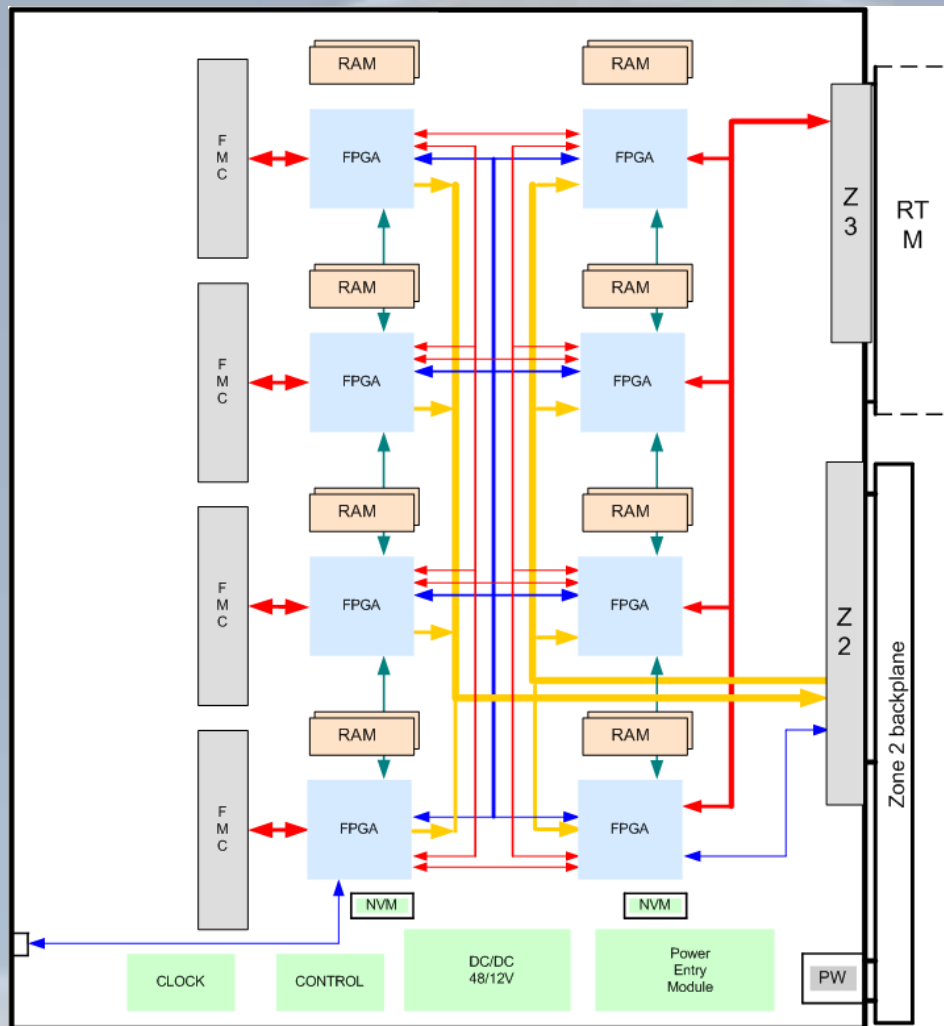 RAM
RAM
F
M
C
FPGA
FPGA
Z
3
RT
M
RAM
RAM
F
M
C
FPGA
FPGA
RAM
RAM
F
M
C
FPGA
FPGA
Z
2
Zone 2 backplane
RAM
RAM
F
M
C
FPGA
FPGA
NVM
NVM
CLOCK
CONTROL
DC/DC
48/12V
Power
Entry
Module
PW